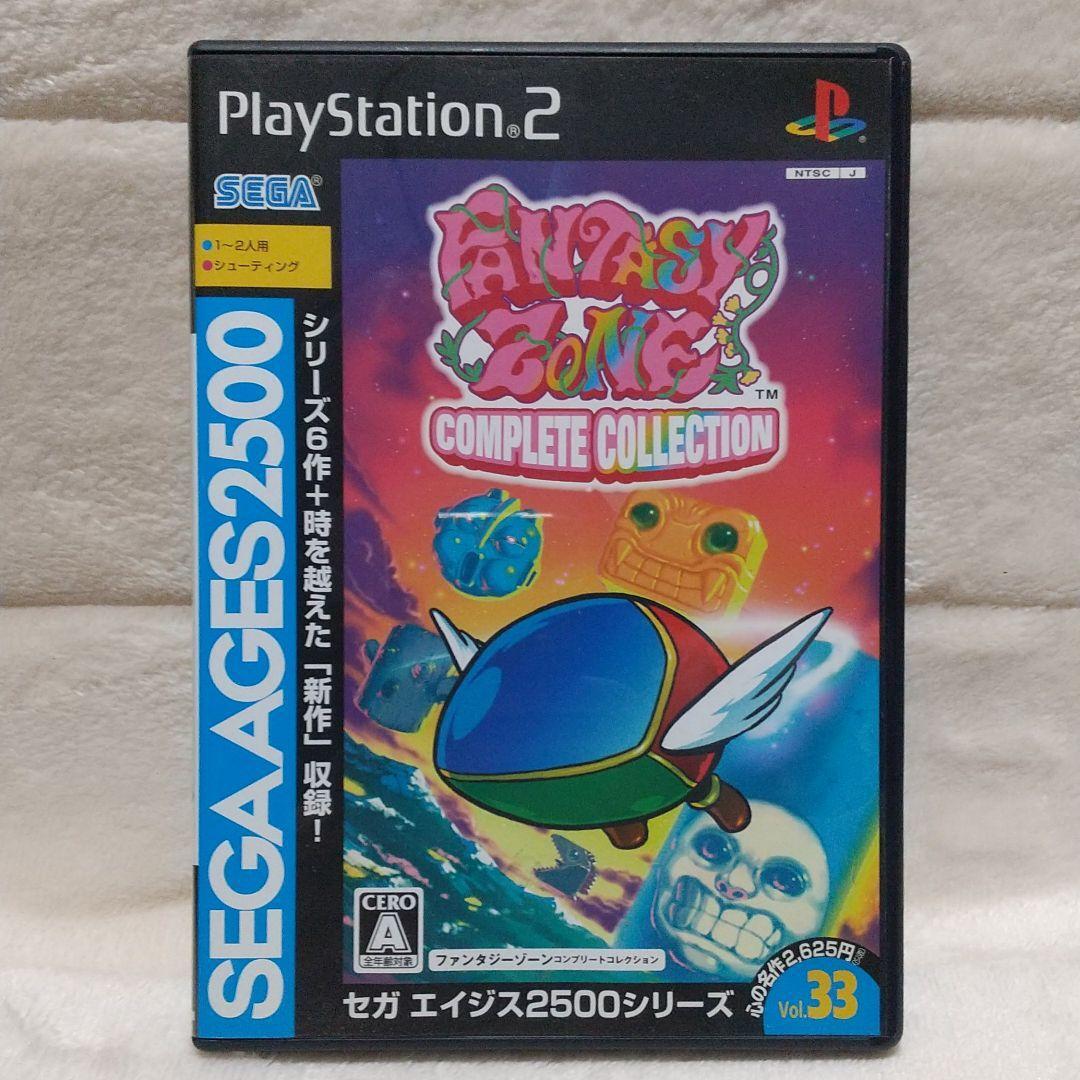 PlayStation®2
NTSC J
SEGA®
●1～2人用
●シューティング
SEGA AGES 2500
シリーズ6作+時を越えた「新作」収録！
FANTASY
ZONE
TM
COMPLETE COLLECTION
CERO
A
全年齢対象
ファンタジーゾーン コンプリートコレクション
セガ エイジス2500シリーズ
心の名作2,625円
Vol.33